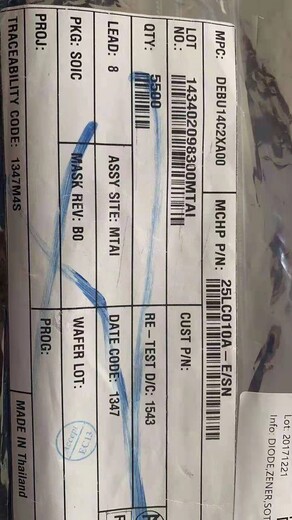 MPC: DEBU14C2XA00
MCHP P/N: 25LC010A-E/SN
LOT NO.: 143402098300MTAI
CUST P/N:
QTY: 5500
RE-TEST D/C: 1543
LEAD: 8
ASSY SITE: MTAI
DATE CODE: 1347
PKG: SOIC
MASK REV: B0
WAFER LOT:
PROJ:
PROG:
TRACEABILITY CODE: 1347M4S
MADE IN Thailand
Lot: 20171221
Info: DIODE,ZENER,SOT